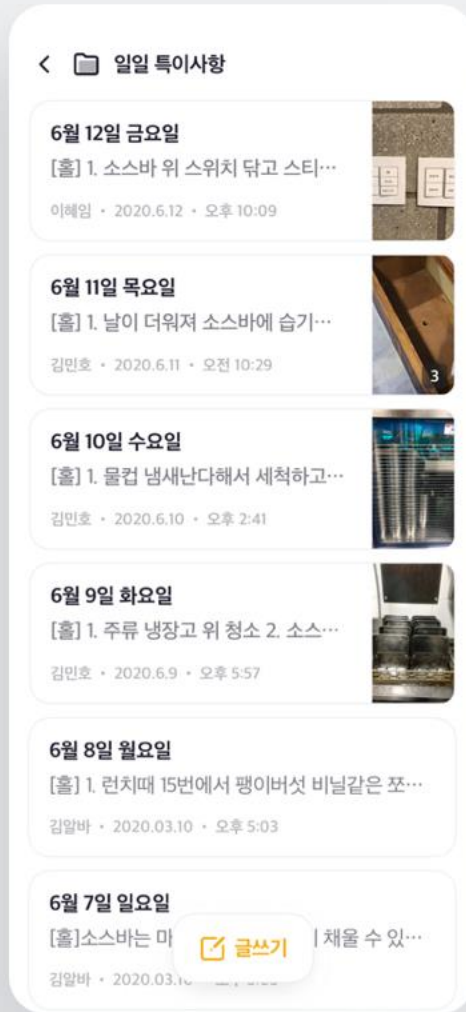 일일 특이사항
6월 12일 금요일
[홀] 1. 소스바 위 스위치 닦고 스티…
이혜임 • 2020.6.12 • 오후 10:09
6월 11일 목요일
[홀] 1. 날이 더워져 소스바에 습기…
김민호 • 2020.6.11 • 오전 10:29
3
6월 10일 수요일
[홀] 1. 물컵 냄새난다해서 세척하고…
김민호 • 2020.6.10 • 오후 2:41
6월 9일 화요일
[홀] 1. 주류 냉장고 위 청소 2. 소스…
김민호 • 2020.6.9 • 오후 5:57
6월 8일 월요일
[홀] 1. 런치때 15번에서 팽이버섯 비닐같은 쪼…
김알바 • 2020.03.10 • 오후 5:03
6월 7일 일요일
[홀]소스바는 마 채울 수 있…
글쓰기
김알바 • 2020.03.